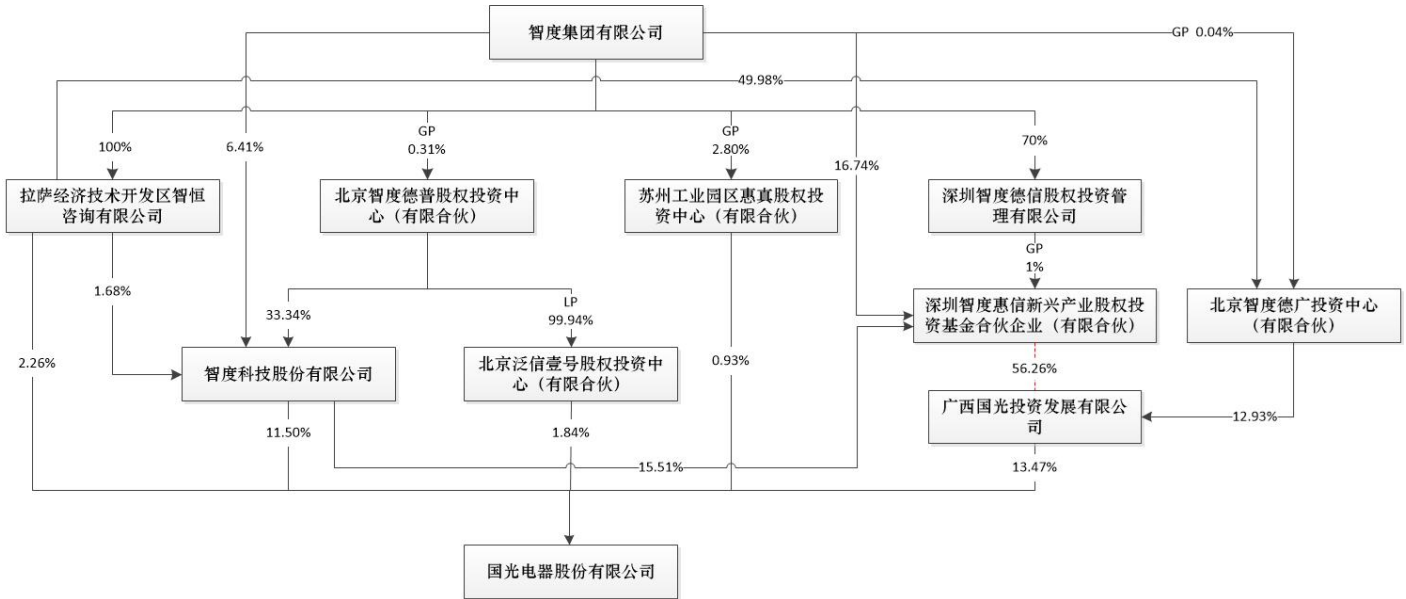 智度集团有限公司
GP 0.04%
49.98%
100%
6.41%
GP
0.31%
GP
2.80%
16.74%
70%
拉萨经济技术开发区智恒
咨询有限公司
北京智度德普股权投资中
心（有限合伙）
苏州工业园区惠真股权投
资中心（有限合伙）
深圳智度德信股权投资管
理有限公司
GP
1%
1.68%
33.34%
LP
99.94%
深圳智度惠信新兴产业股权投
资基金合伙企业（有限合伙）
北京智度德广投资中心
（有限合伙）
2.26%
智度科技股份有限公司
北京泛信壹号股权投资中
心（有限合伙）
0.93%
56.26%
广西国光投资发展有限公
司
12.93%
11.50%
1.84%
15.51%
13.47%
国光电器股份有限公司